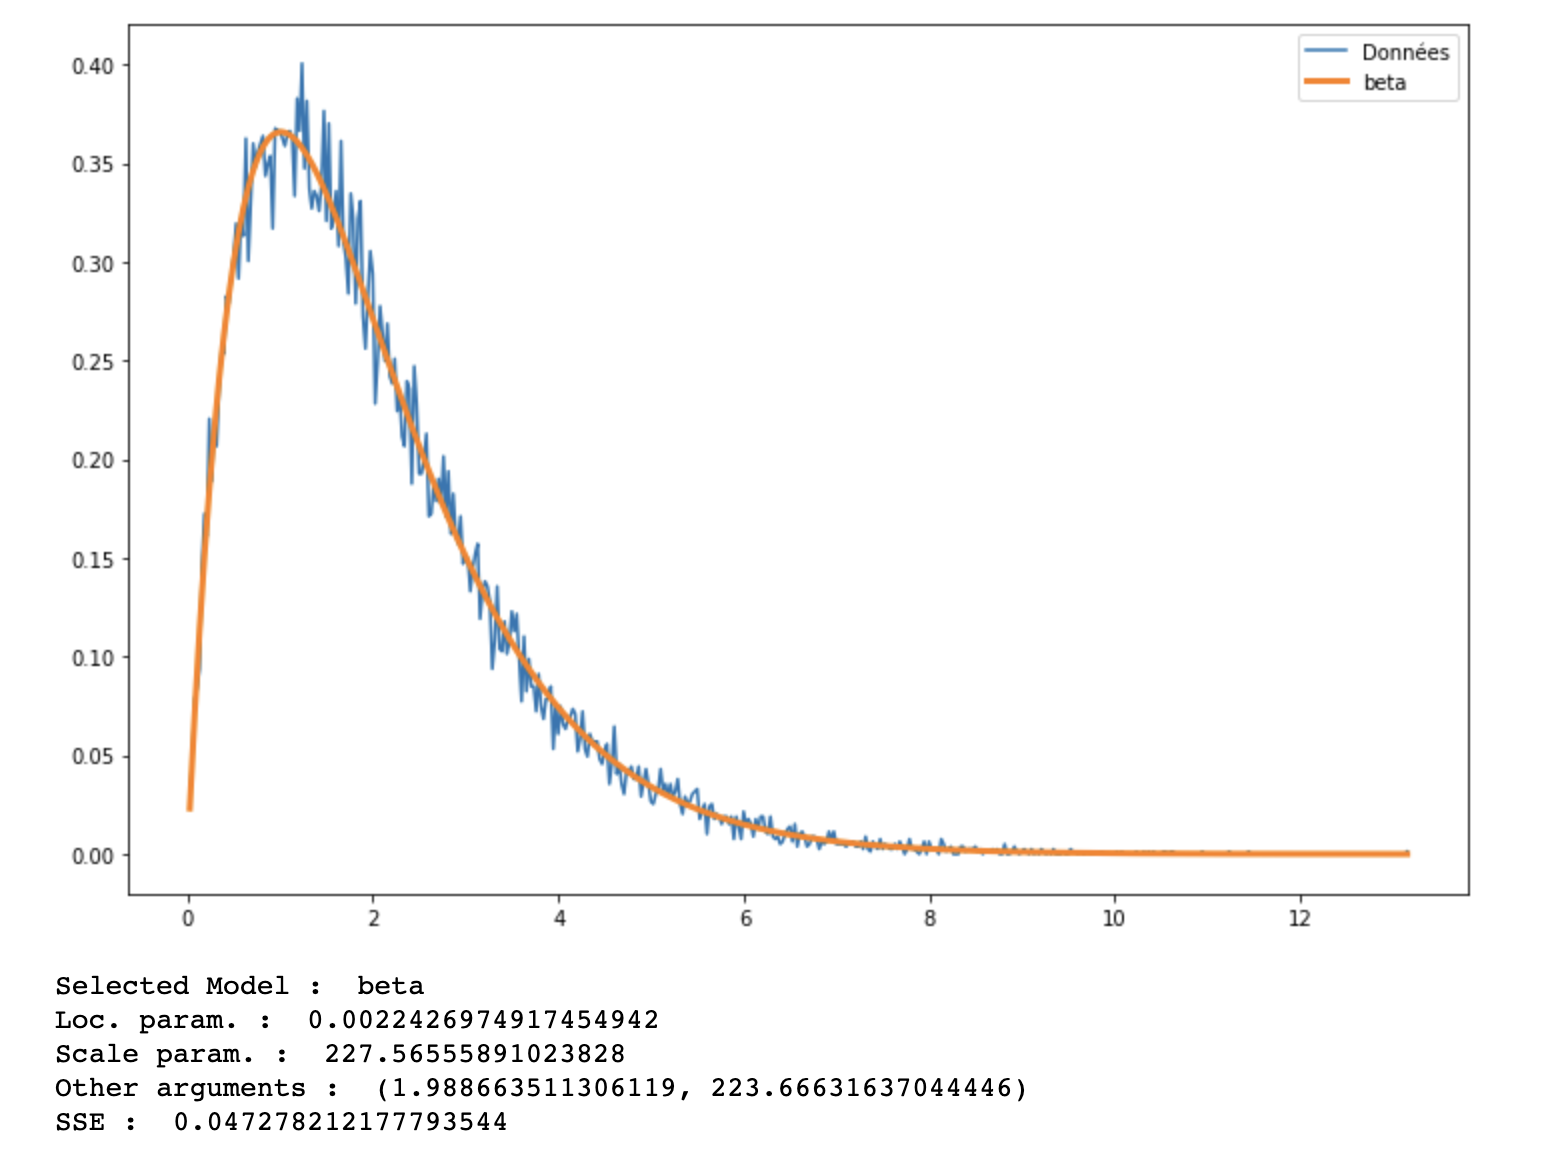 0.40
0.35
0.30
0.25
0.20
0.15
0.10
0.05
0.00
0 2 4 6 8 10 12
Données
beta
Selected Model :  beta
Loc. param. :  0.0022426974917454942
Scale param. :  227.56555891023828
Other arguments :  (1.988663511306119, 223.66631637044446)
SSE :  0.047278212177793544